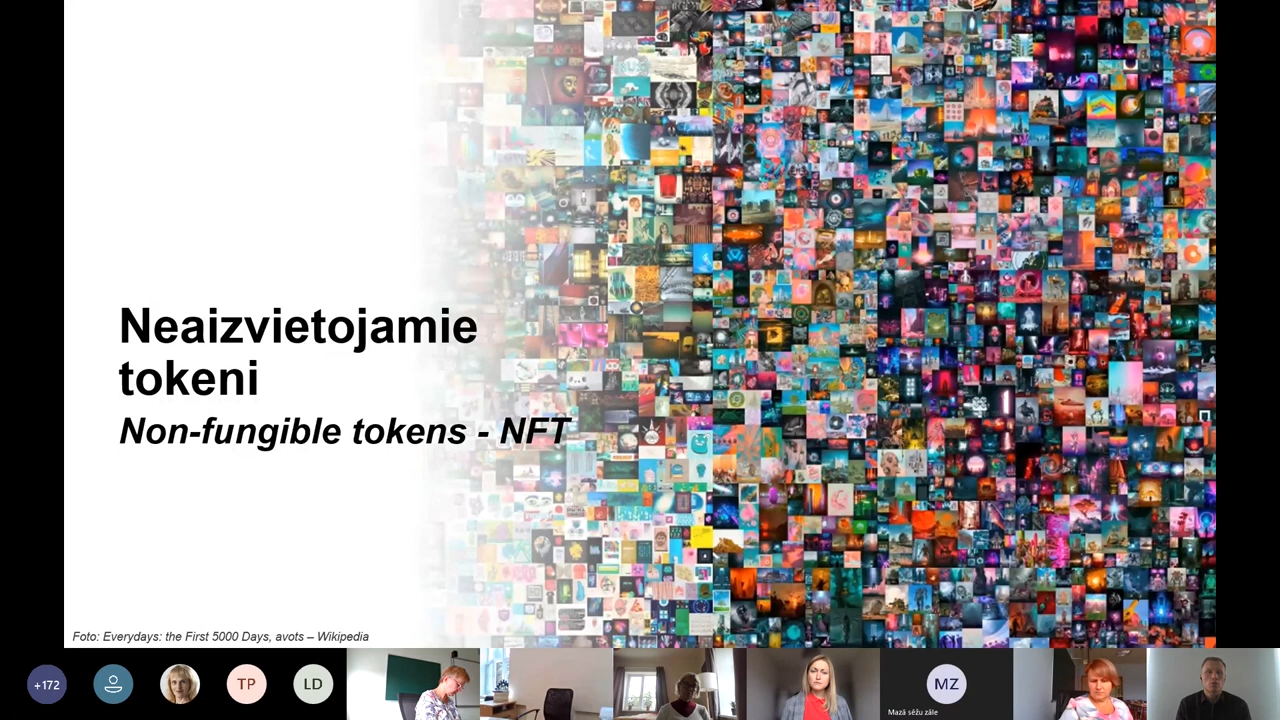 Neaizvietojamie
tokeni
Non-fungible tokens - NFT
Foto: Everydays: the First 5000 Days, avots – Wikipedia
+172
TP
LD
MZ
Mazā sēžu zāle